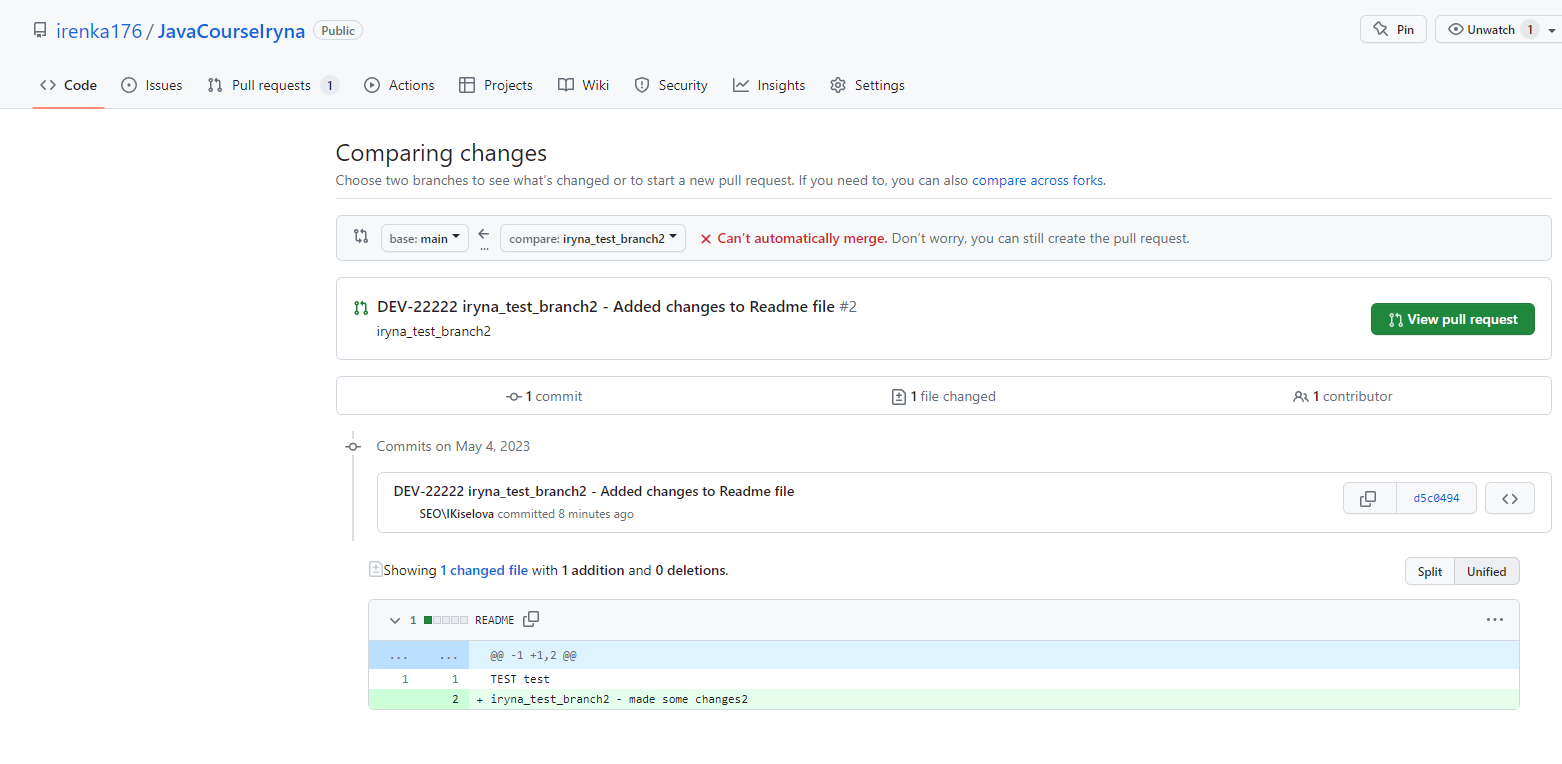 irenka176 / JavaCourseIryna Public
Pin
Unwatch 1
Code Issues Pull requests 1 Actions Projects Wiki Security Insights Settings
Comparing changes
Choose two branches to see what's changed or to start a new pull request. If you need to, you can also compare across forks.
base: main ... compare: iryna_test_branch2 Can't automatically merge. Don't worry, you can still create the pull request.
DEV-22222 iryna_test_branch2 - Added changes to Readme file #2
iryna_test_branch2
View pull request
1 commit 1 file changed 1 contributor
Commits on May 4, 2023
DEV-22222 iryna_test_branch2 - Added changes to Readme file
SEO\IKiselova committed 8 minutes ago
d5c0494
Showing 1 changed file with 1 addition and 0 deletions.
Split Unified
1 README
... ... @@ -1 +1,2 @@
1 1 TEST test
2 + iryna_test_branch2 - made some changes2